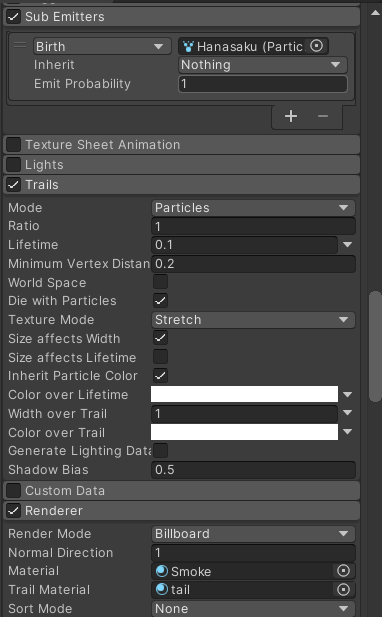 Sub Emitters
Birth Hanasaku (Partic
Inherit Nothing
Emit Probability 1
Texture Sheet Animation
Lights
Trails
Mode Particles
Ratio 1
Lifetime 0.1
Minimum Vertex Distan 0.2
World Space
Die with Particles
Texture Mode Stretch
Size affects Width
Size affects Lifetime
Inherit Particle Color
Color over Lifetime
Width over Trail 1
Color over Trail
Generate Lighting Data
Shadow Bias 0.5
Custom Data
Renderer
Render Mode Billboard
Normal Direction 1
Material Smoke
Trail Material tail
Sort Mode None